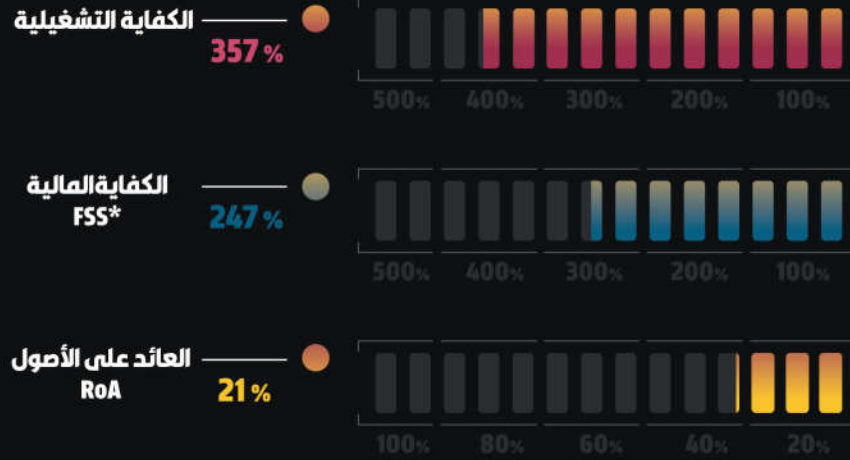 الكفاية التشغيلية
357 %
500% 400% 300% 200% 100%
الكفاية المالية
FSS*
247 %
500% 400% 300% 200% 100%
العائد على الأصول
RoA
21 %
100% 80% 60% 40% 20%